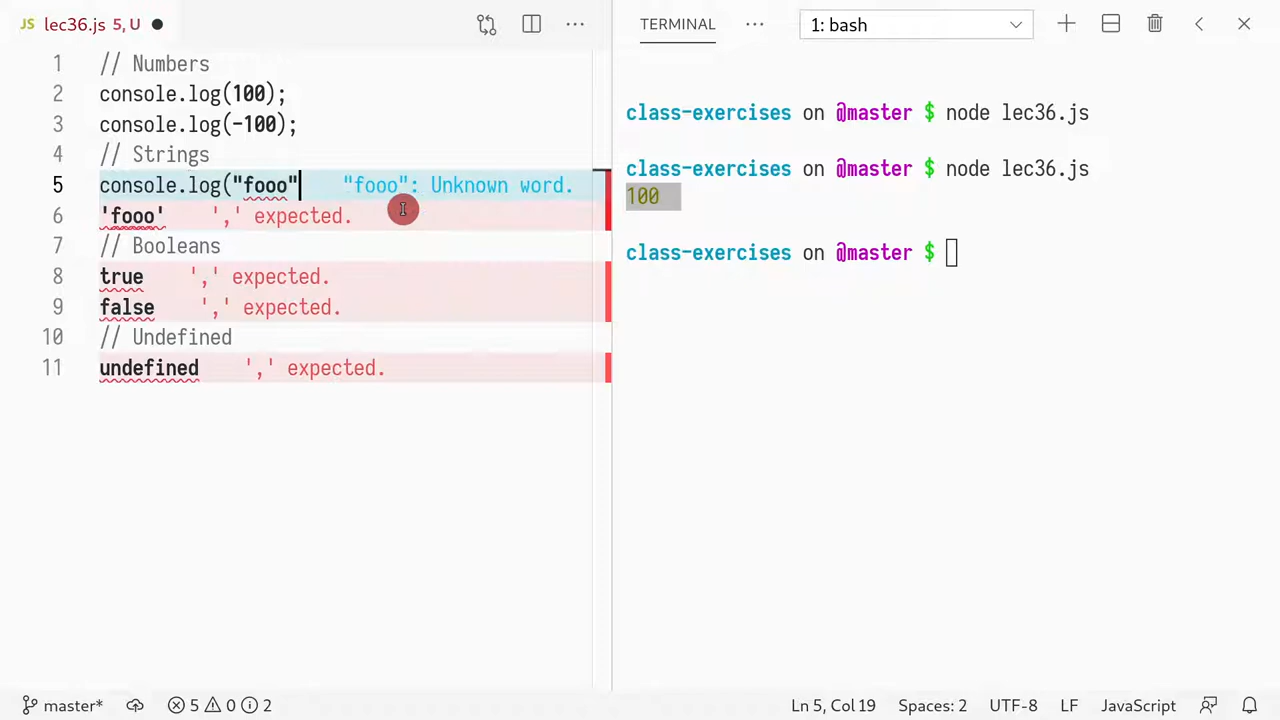 JS lec36.js 5, U
TERMINAL
1: bash
1 // Numbers
2 console.log(100);
3 console.log(-100);
4 // Strings
5 console.log("fooo" "fooo": Unknown word.
6 'fooo' ',' expected.
7 // Booleans
8 true ',' expected.
9 false ',' expected.
10 // Undefined
11 undefined ',' expected.
class-exercises on @master $ node lec36.js
class-exercises on @master $ node lec36.js
100
class-exercises on @master $
master* 5 0 2 Ln 5, Col 19 Spaces: 2 UTF-8 LF JavaScript